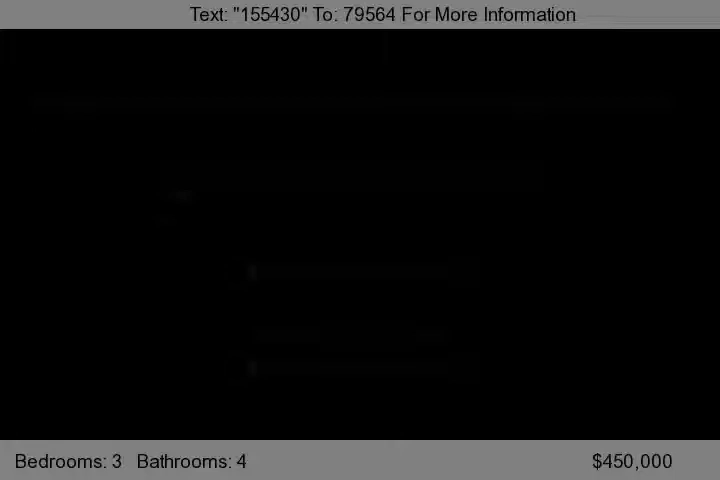 Text: "155430" To: 79564 For More Information
Bedrooms: 3 Bathrooms: 4 $450,000